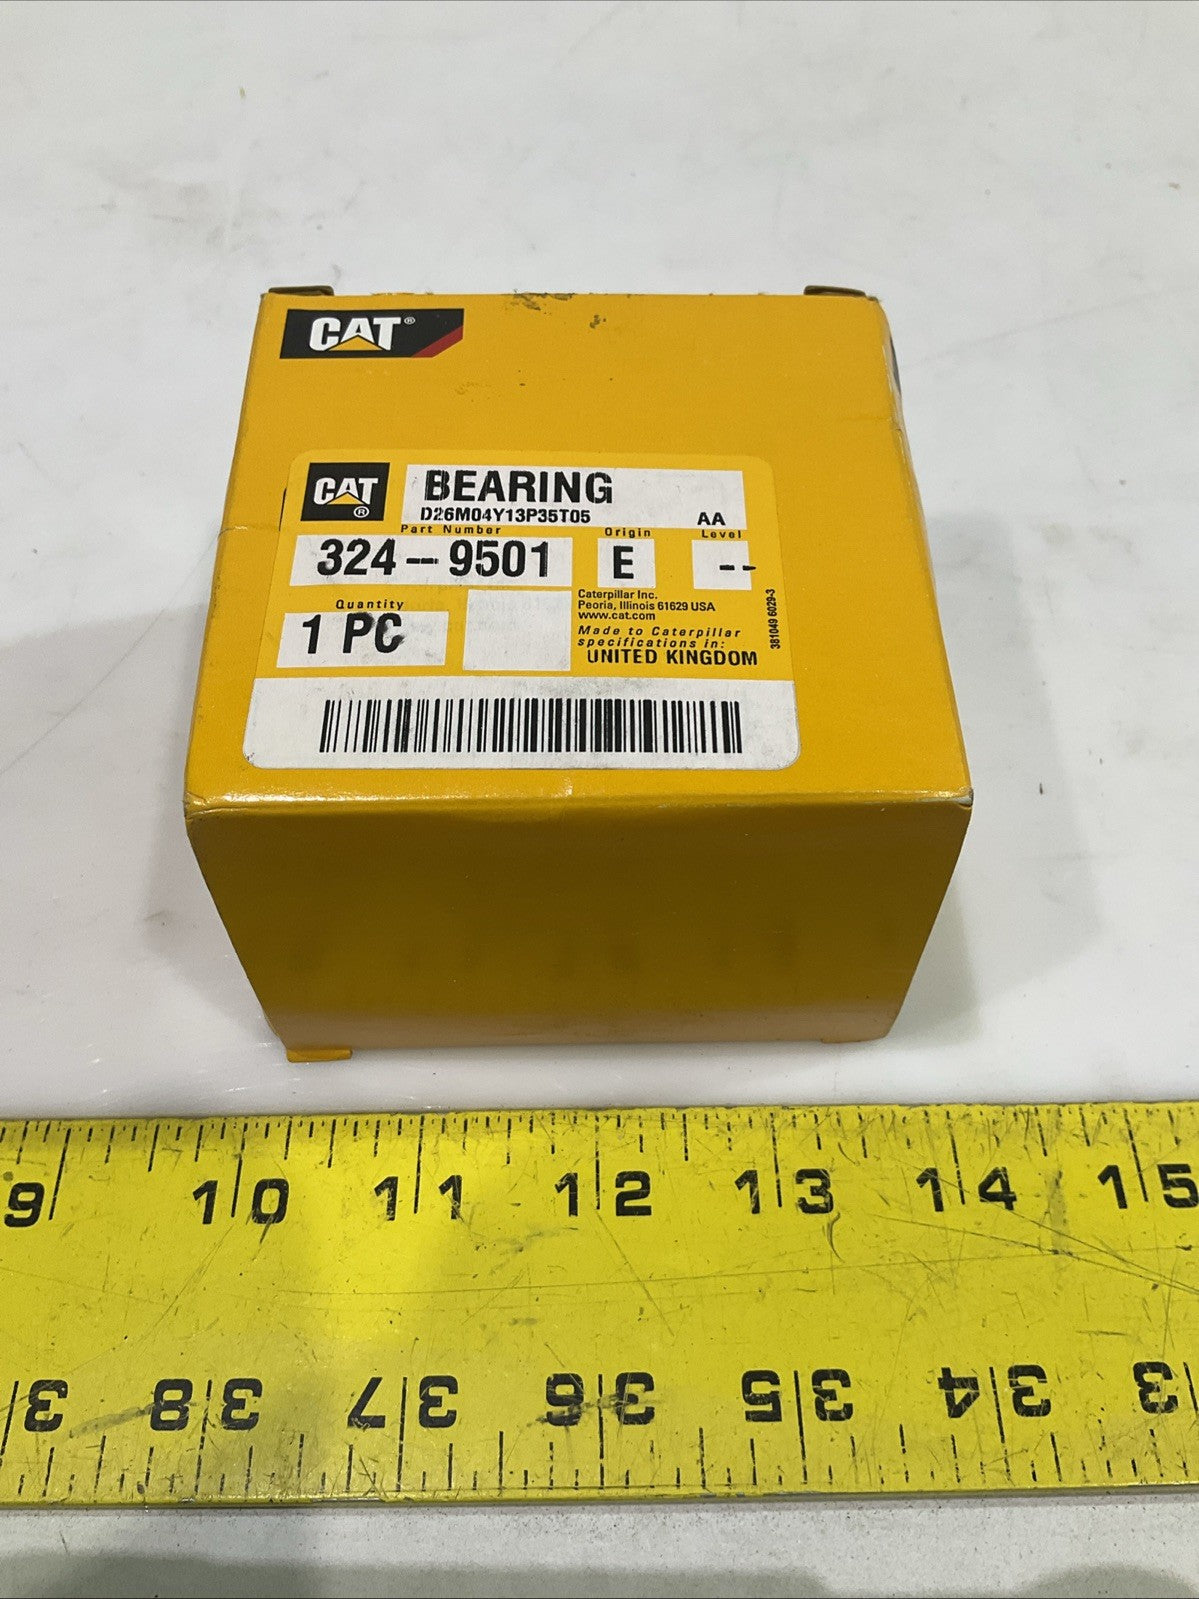 CAT®
CAT®
BEARING
D26M04Y13P35T05 AA
Part Number Origin Level
324-9501 E --
Quantity
1 PC
Caterpillar Inc.
Peoria, Illinois 61629 USA
www.cat.com
Made to Caterpillar
specifications in:
UNITED KINGDOM
381049 6029-3
9 10 11 12 13 14 15
3 38 37 36 35 34 33